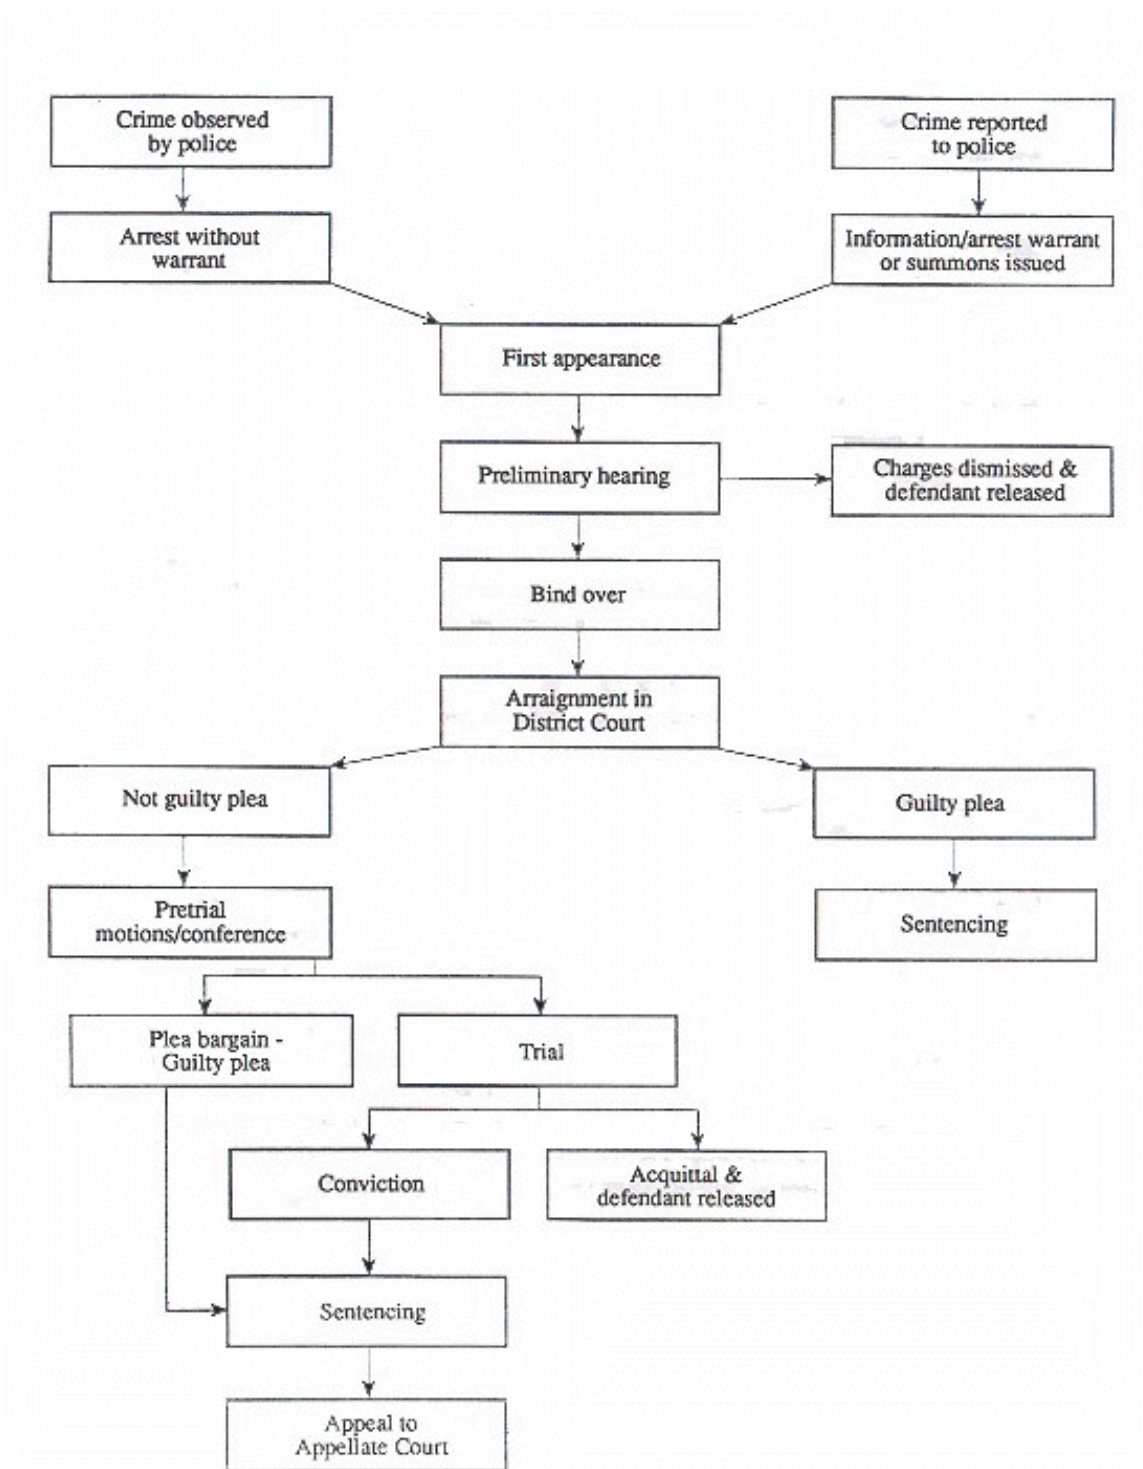 Crime observed
by police
Crime reported
to police
Arrest without
warrant
Information/arrest warrant
or summons issued
First appearance
Preliminary hearing
Charges dismissed &
defendant released
Bind over
Arraignment in
District Court
Not guilty plea
Guilty plea
Pretrial
motions/conference
Sentencing
Plea bargain -
Guilty plea
Trial
Conviction
Acquittal &
defendant released
Sentencing
Appeal to
Appellate Court